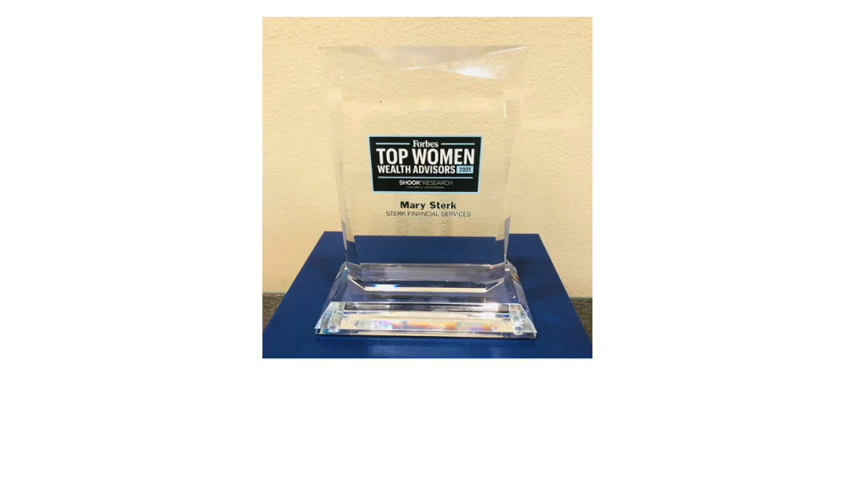 Forbes
TOP WOMEN
WEALTH ADVISORS 2021
SHOOK RESEARCH
Mary Sterk
STERK FINANCIAL SERVICES